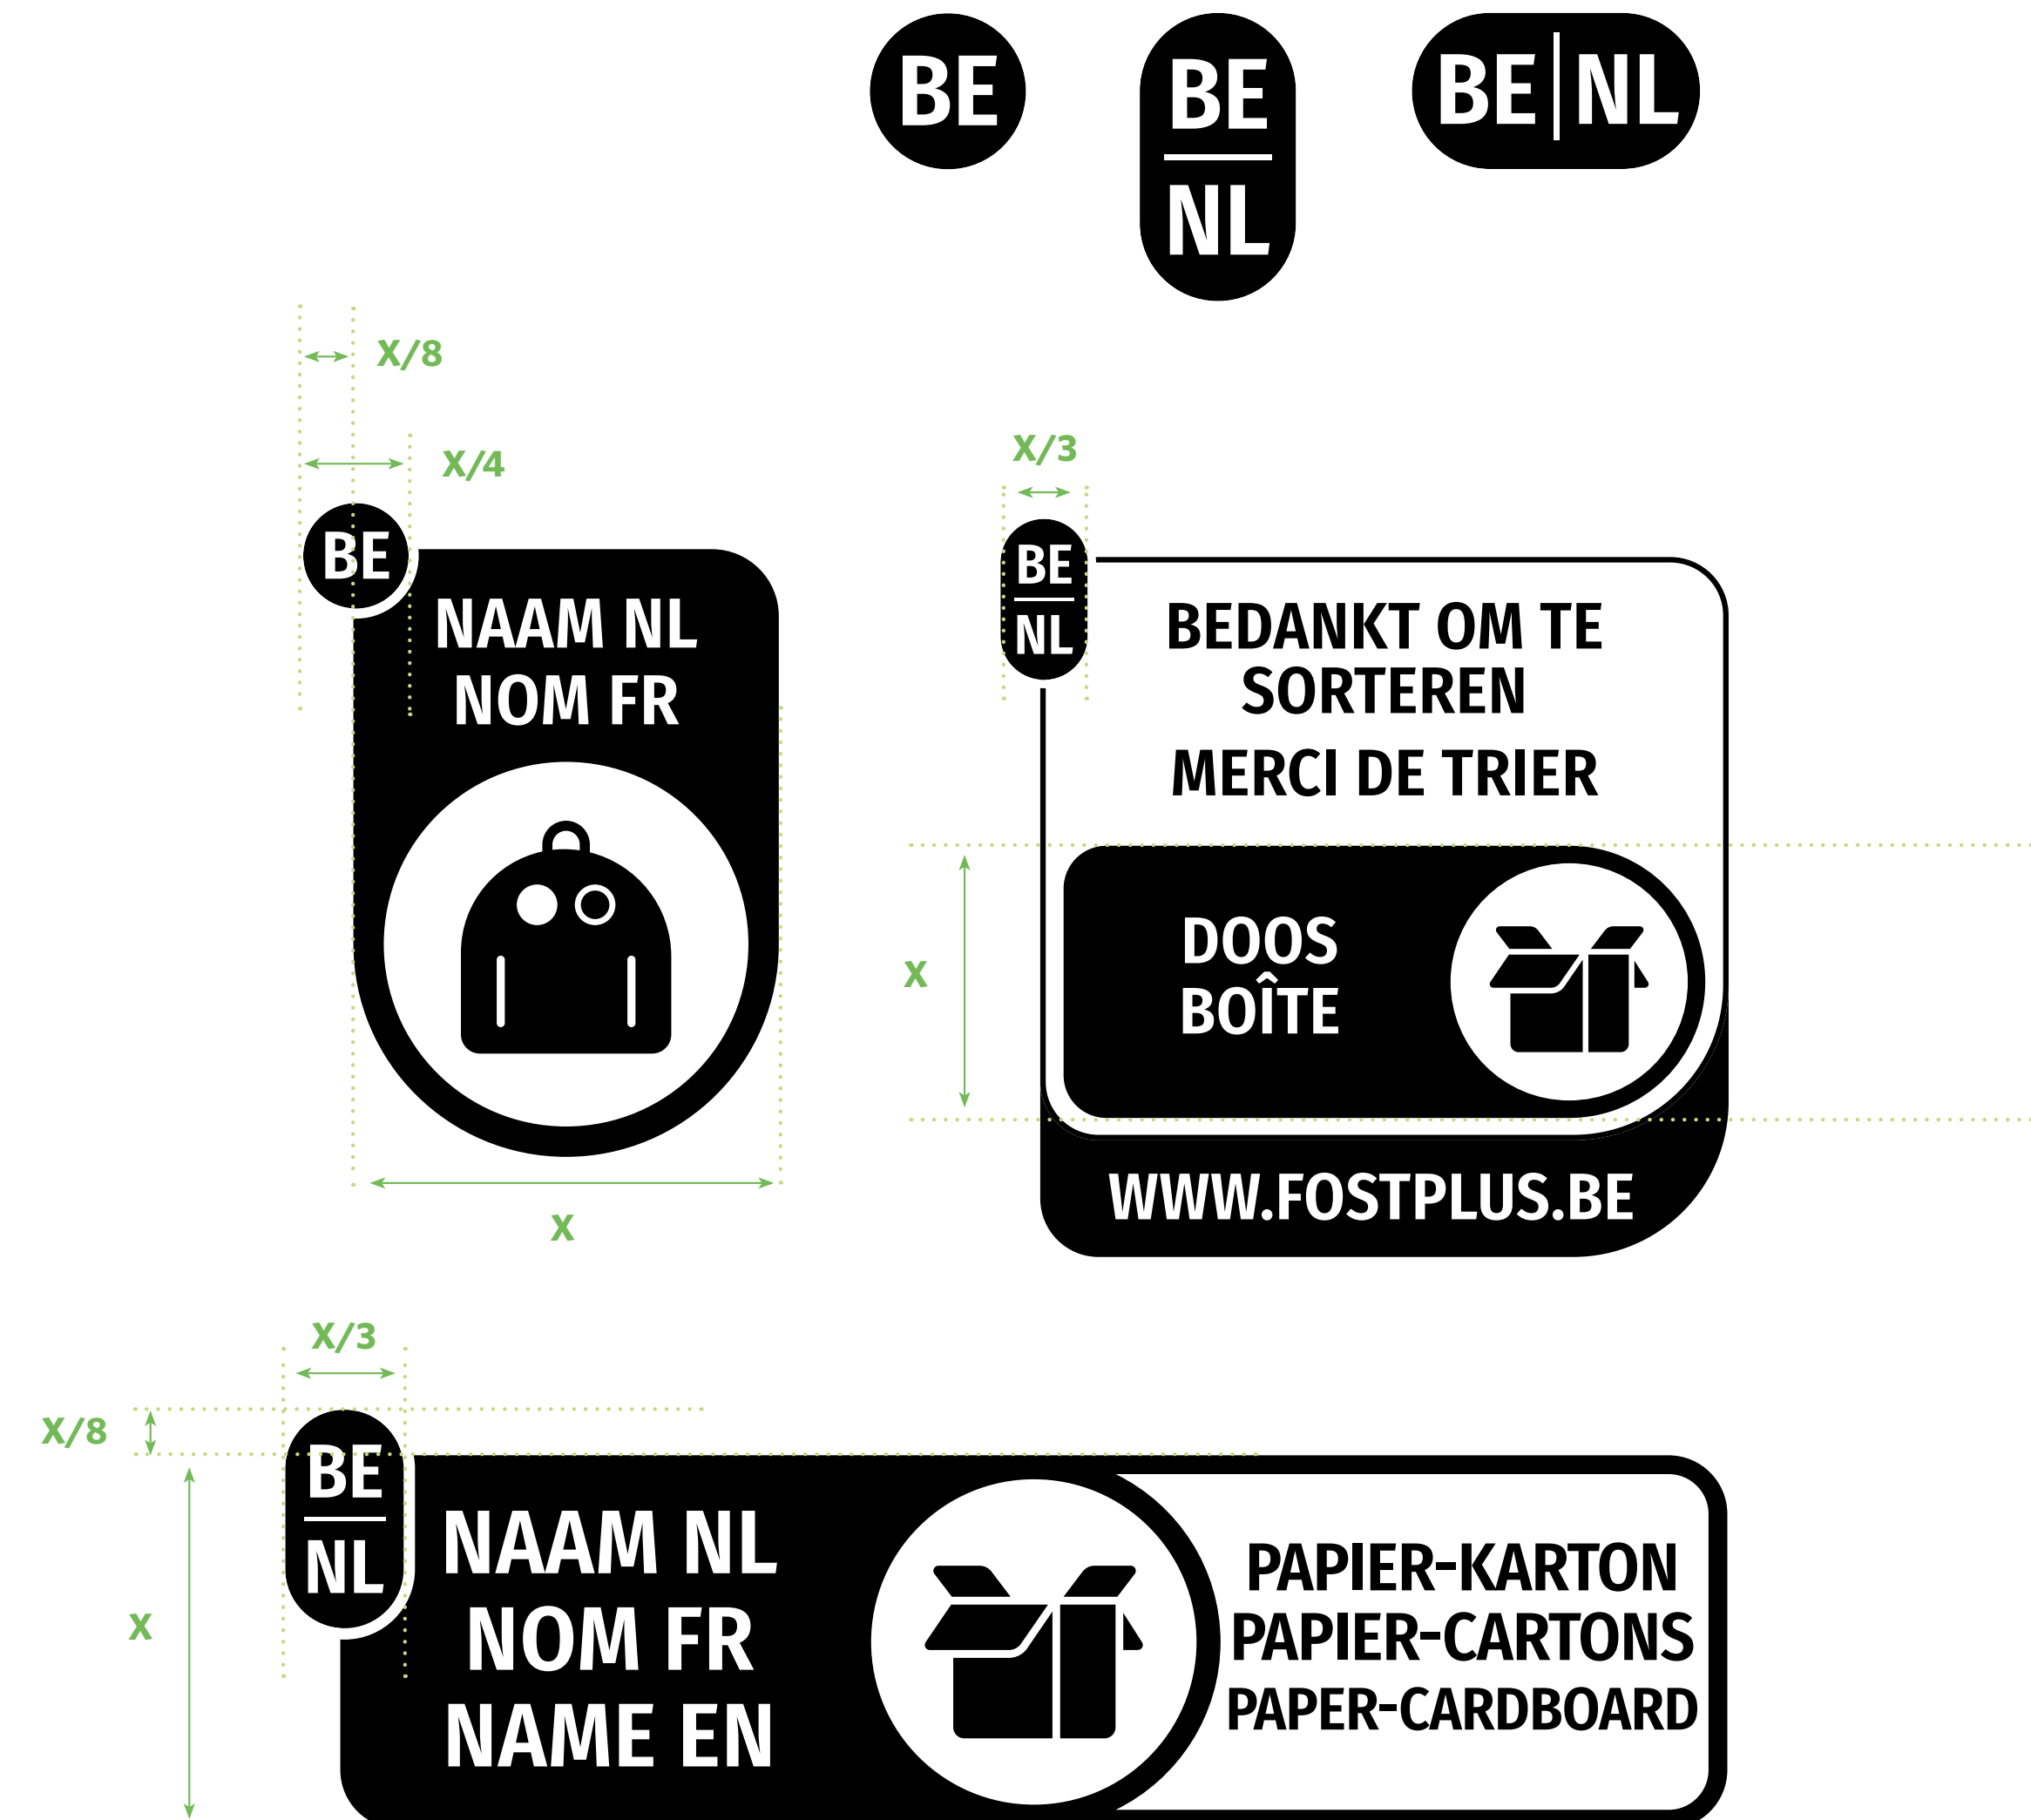 BE
BE
NL
BE|NL
X/8
X/4
BE
NAAM NL
NOM FR
X
X/3
BE
NL
BEDANKT OM TE
SORTEREN
MERCI DE TRIER
X
DOOS
BOÎTE
WWW.FOSTPLUS.BE
X/3
X/8
X
BE
NL
NAAM NL
NOM FR
NAME EN
PAPIER-KARTON
PAPIER-CARTONS
PAPER-CARDBOARD